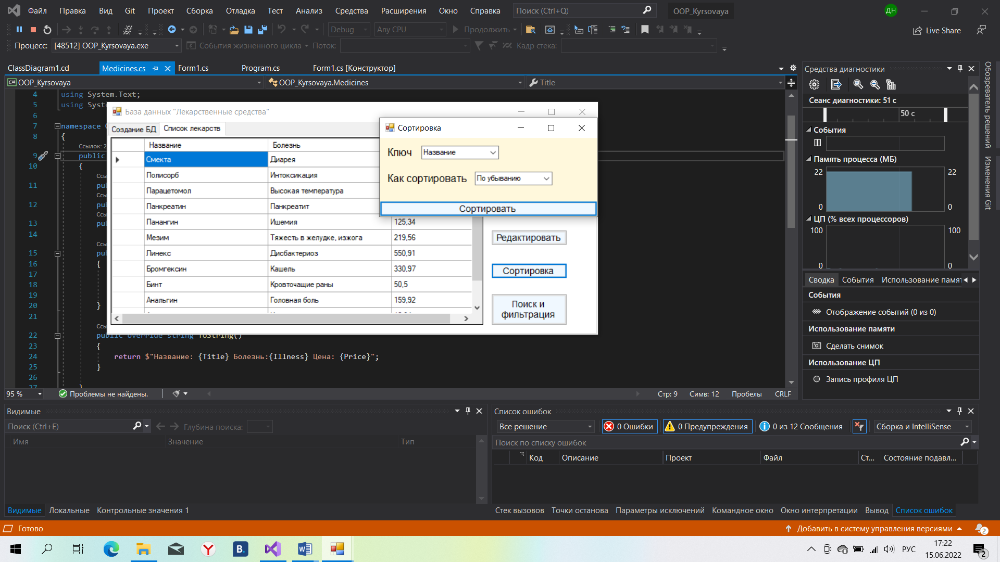 Файл Правка Вид Git Проект Сборка Отладка Тест Анализ Средства Расширения Окно Справка Поиск (Ctrl+Q) OOP_Kyrsovaya ДН
Debug Any CPU Продолжить Live Share
Процесс: [48512] OOP_Kyrsovaya.exe События жизненного цикла Поток: Кадр стека:
ClassDiagram1.cd Medicines.cs Form1.cs Program.cs Form1.cs [Конструктор]
C# OOP_Kyrsovaya OOP_Kyrsovaya.Medicines Title
4 using System.Text;
5 using Syst
6
7 namespace
8 {
Ссылок: 2
9 public
10 {
11 pu
12 pu
13 pu
14
15 pu
16 {
17
18
19
20 }
21
22 public override string ToString()
23 {
24 return $"Название: {Title} Болезнь:{Illness} Цена: {Price}";
25 }
26
27 }
База данных "Лекарственные средства"
Создание БД Список лекарств
Название Болезнь
Смекта Диарея
Полисорб Интоксикация
Парацетомол Высокая температура
Панкреатин Панкреатит
Панангин Ишемия 125,34
Мезим Тяжесть в желудке, изжога 219,56
Линекс Дисбактериоз 550,91
Бромгексин Кашель 330,97
Бинт Кровточащие раны 50,5
Анальгин Головная боль 159,92
Редактировать
Сортировка
Поиск и
фильтрация
Сортировка
Ключ Название
Как сортировать По убыванию
Сортировать
95 % Проблемы не найдены. Стр: 9 Симв: 12 Пробелы CRLF
Средства диагностики
Сеанс диагностики: 51 с
50 с
События
Память процесса (МБ)
22 22
0 0
ЦП (% всех процессоров)
100 100
0 0
Сводка События Использование памят
События
Отображение событий (0 из 0)
Использование памяти
Сделать снимок
Использование ЦП
Запись профиля ЦП
Обозреватель решений
Изменения Git
Видимые
Поиск (Ctrl+E) Глубина поиска:
Имя Значение Тип
Видимые Локальные Контрольные значения 1
Список ошибок
Все решение 0 Ошибки 0 Предупреждения 0 из 12 Сообщения Сборка и IntelliSense
Поиск по списку ошибок
Код Описание Проект Файл Ст... Состояние подавл...
Стек вызовов Точки останова Параметры исключений Командное окно Окно интерпретации Вывод Список ошибок
Готово Добавить в систему управления версиями 2
B. РУС 17:22
15.06.2022 2